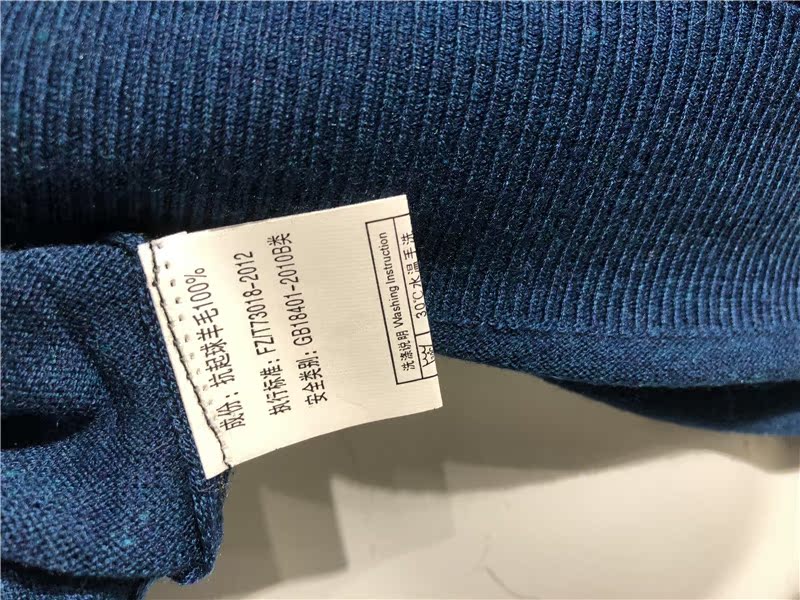 成份：抗起球羊毛100%
执行标准：FZ/T73018-2012
安全类别：GB18401-2010B类
洗涤说明 Washing Instruction
30℃水温手洗